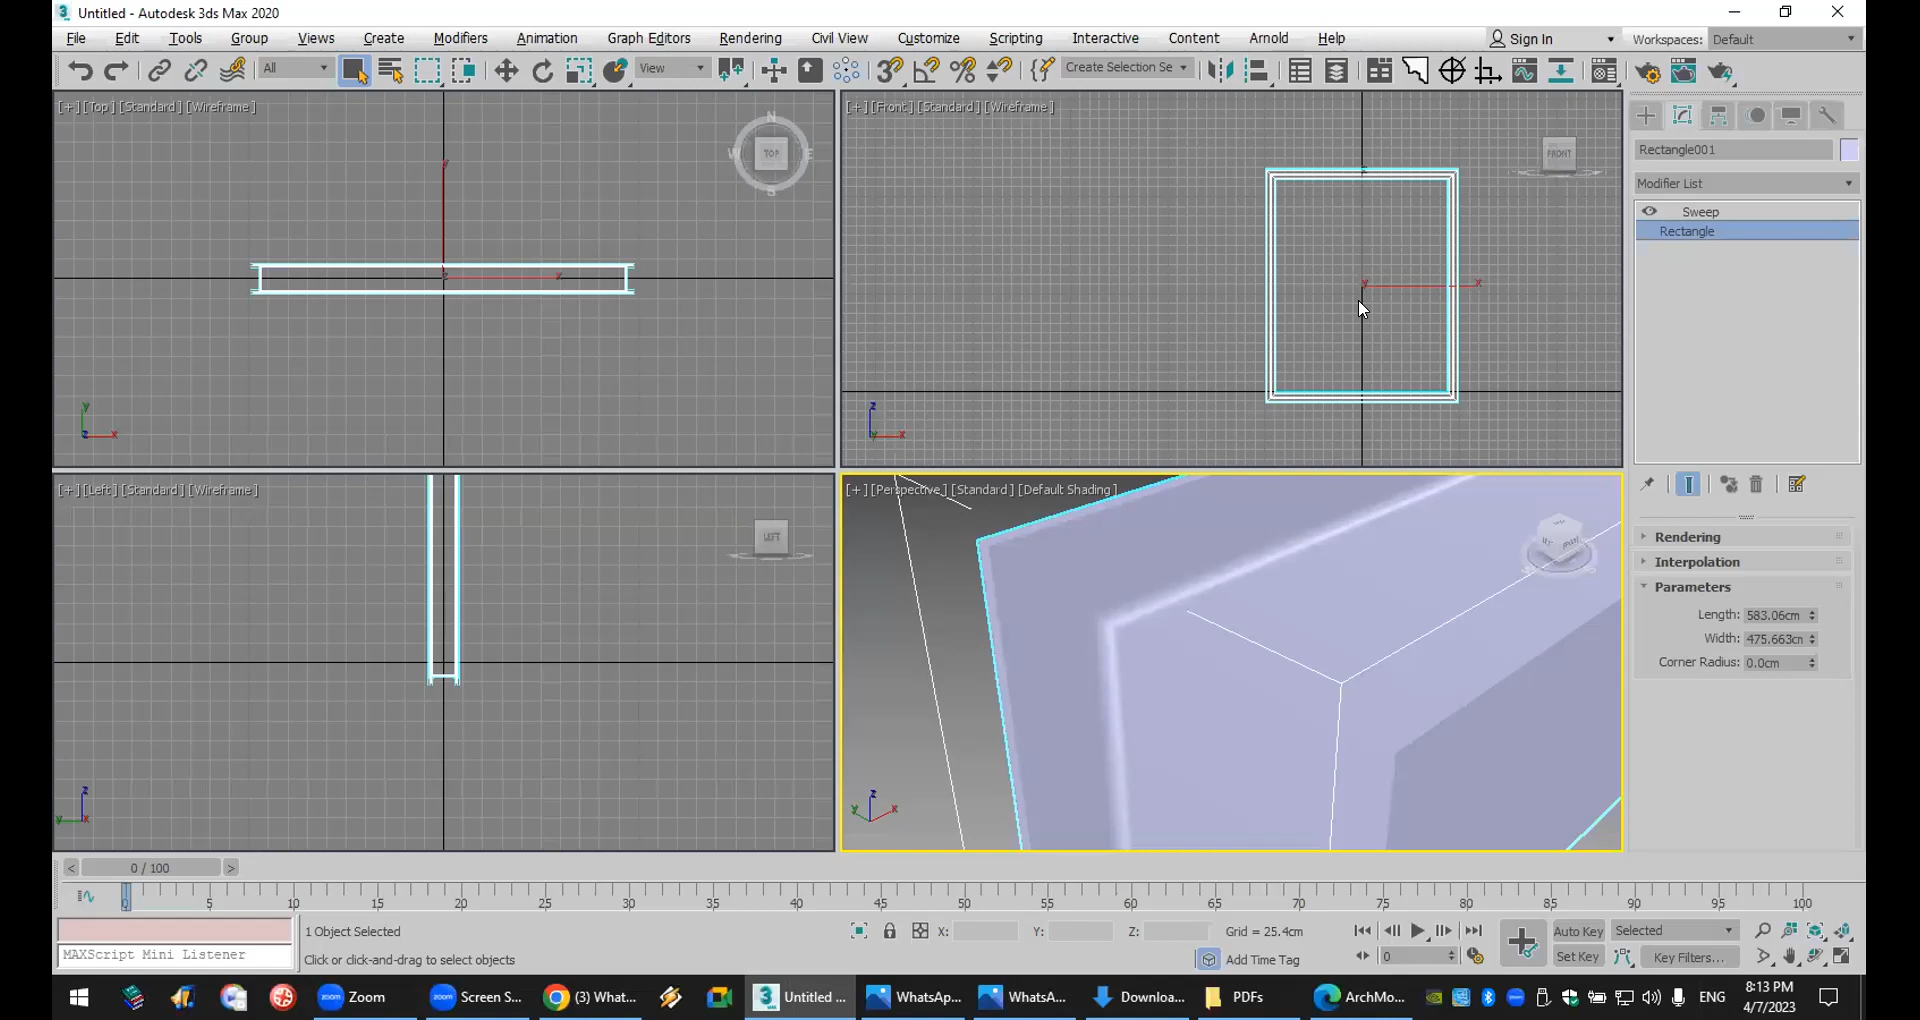 3 Untitled - Autodesk 3ds Max 2020
File Edit Tools Group Views Create Modifiers Animation Graph Editors Rendering Civil View Customize Scripting Interactive Content Arnold Help Sign In Workspaces: Default
All View Create Selection Se
[+][Top][Standard][Wireframe] [+][Front][Standard][Wireframe]
N
W TOP E
S
FRONT
y
z x
y x
y
z x
z
y x
Rectangle001
Modifier List
Sweep
Rectangle
[+][Left][Standard][Wireframe] [+][Perspective][Standard][Default Shading]
LEFT
z
y x
z
y x
Rendering
Interpolation
Parameters
Length: 583.06cm
Width: 475.663cm
Corner Radius: 0.0cm
< 0 / 100 >
0 5 10 15 20 25 30 35 40 45 50 55 60 65 70 75 80 85 90 95 100
1 Object Selected X: Y: Z: Grid = 25.4cm Auto Key Selected
MAXScript Mini Listener Click or click-and-drag to select objects Add Time Tag 0 Set Key Key Filters...
Zoom Screen S... (3) What... Untitled ... WhatsAp... WhatsA... Downloa... PDFs ArchMo... ENG 8:13 PM
4/7/2023